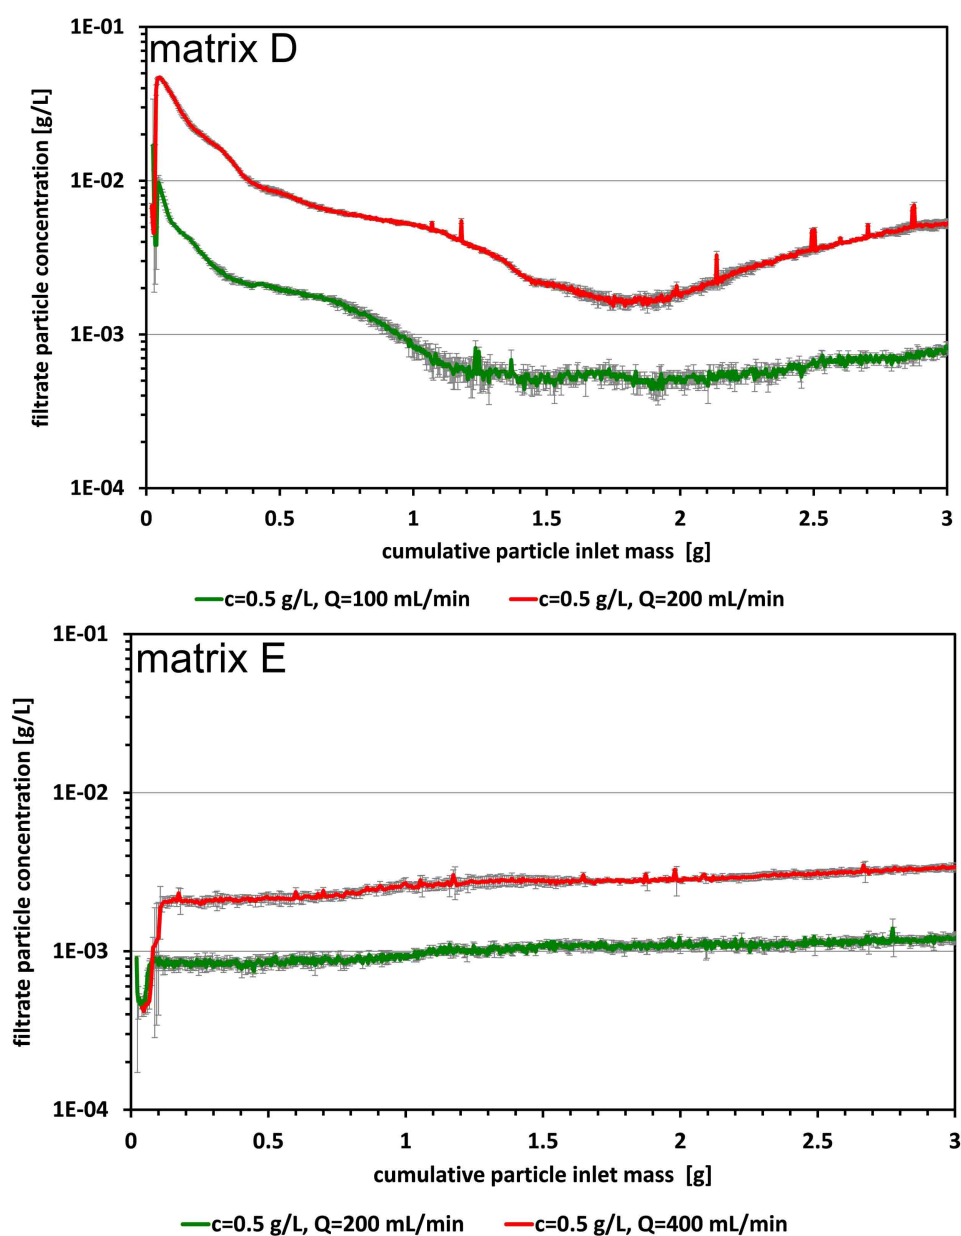 matrix D
filtrate particle concentration [g/L]
1E-01
1E-02
1E-03
1E-04
0 0.5 1 1.5 2 2.5 3
cumulative particle inlet mass [g]
c=0.5 g/L, Q=100 mL/min c=0.5 g/L, Q=200 mL/min
matrix E
filtrate particle concentration [g/L]
1E-01
1E-02
1E-03
1E-04
0 0.5 1 1.5 2 2.5 3
cumulative particle inlet mass [g]
c=0.5 g/L, Q=200 mL/min c=0.5 g/L, Q=400 mL/min